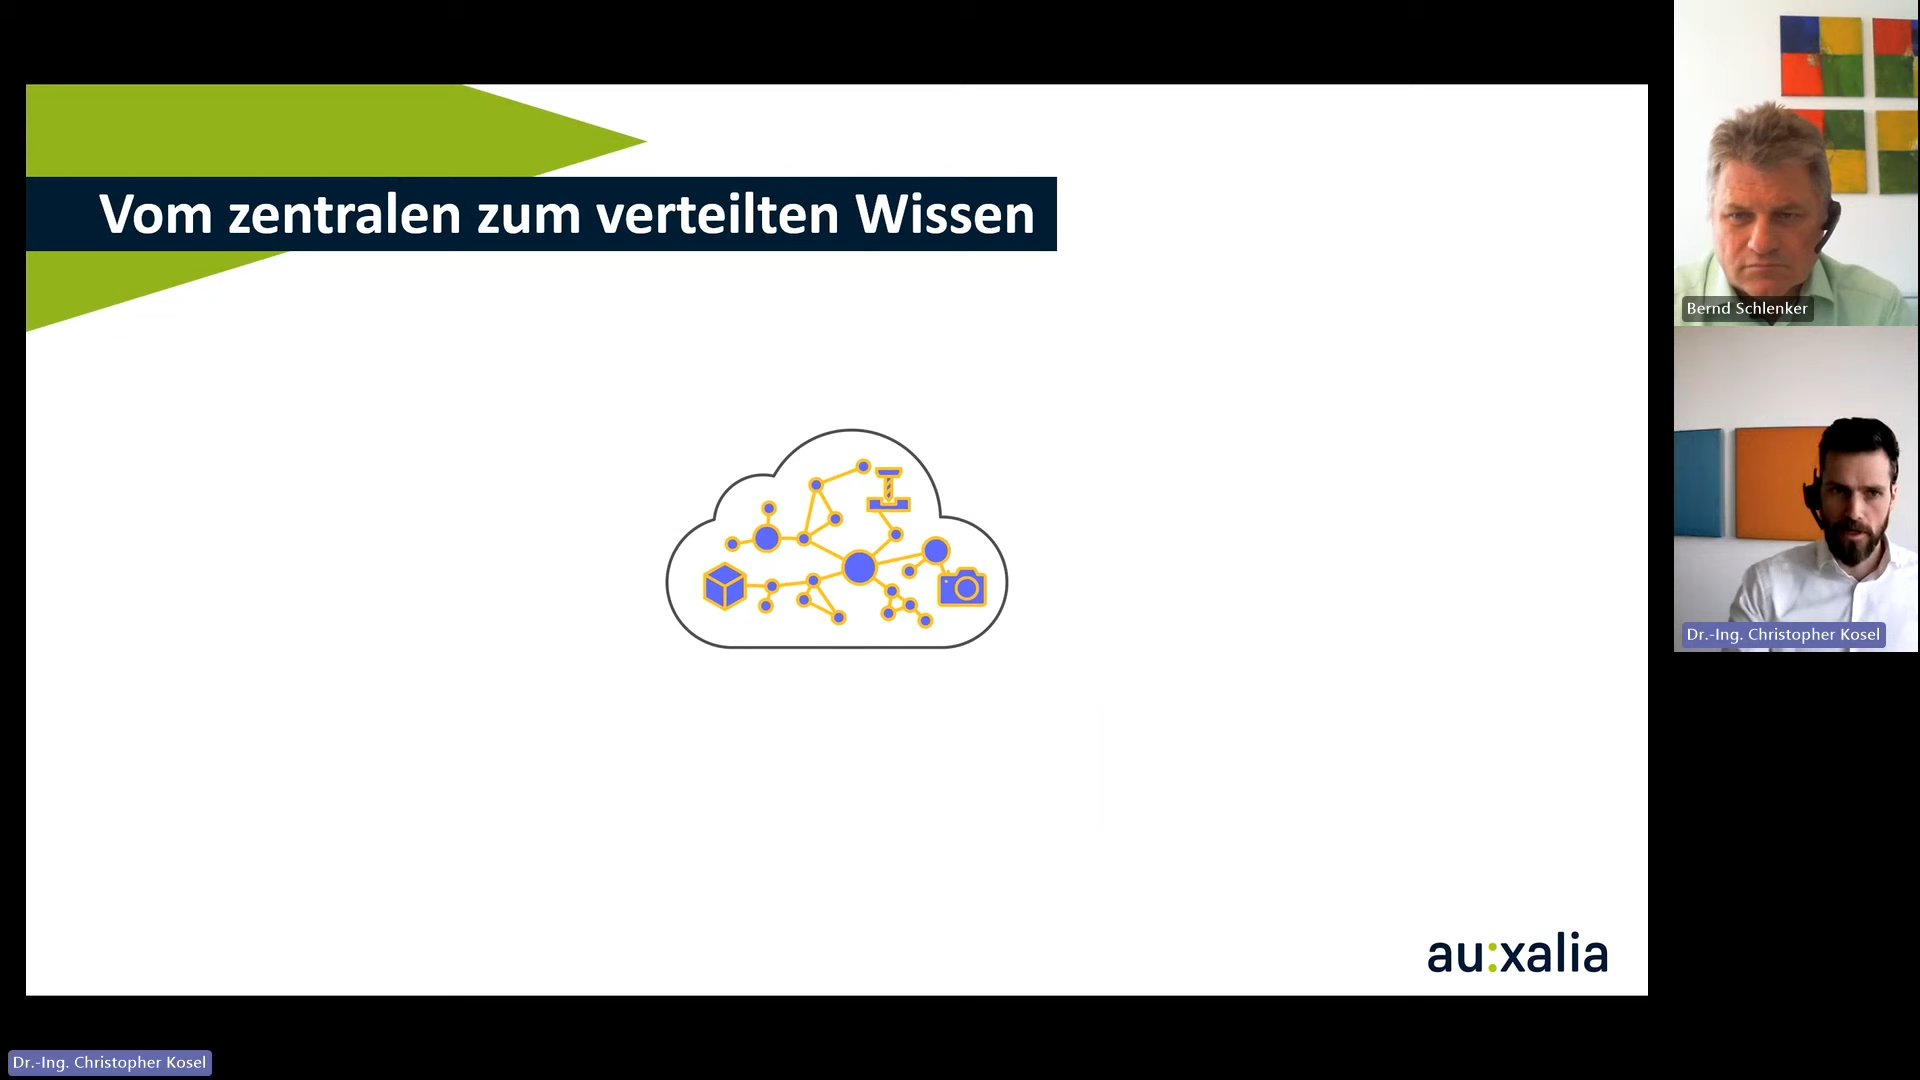 Vom zentralen zum verteilten Wissen
Bernd Schlenker
Dr.-Ing. Christopher Kosel
au:xalia
Dr.-Ing. Christopher Kosel